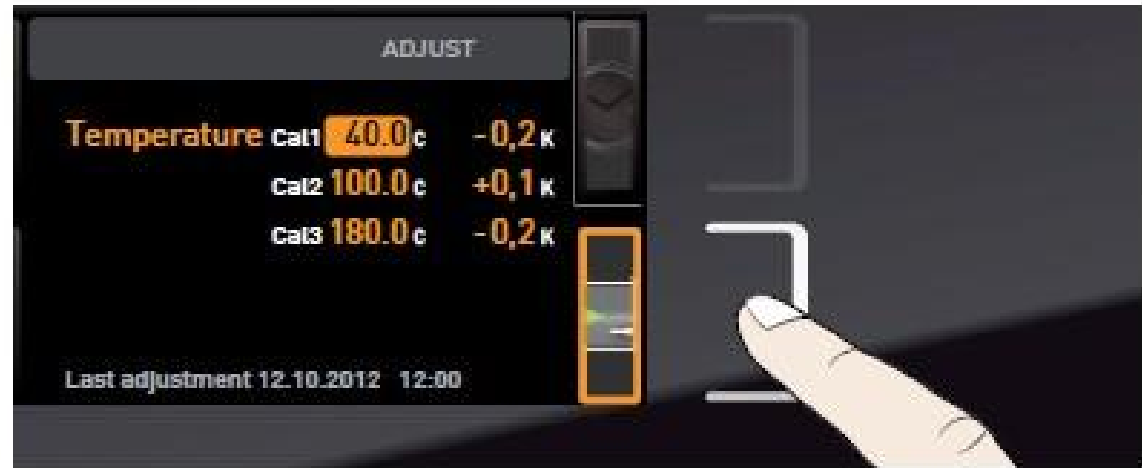 ADJUST
Temperature Cal1 40.0 c -0,2 K
Cal2 100.0 c +0,1 K
Cal3 180.0 c -0,2 K
Last adjustment 12.10.2012 12:00